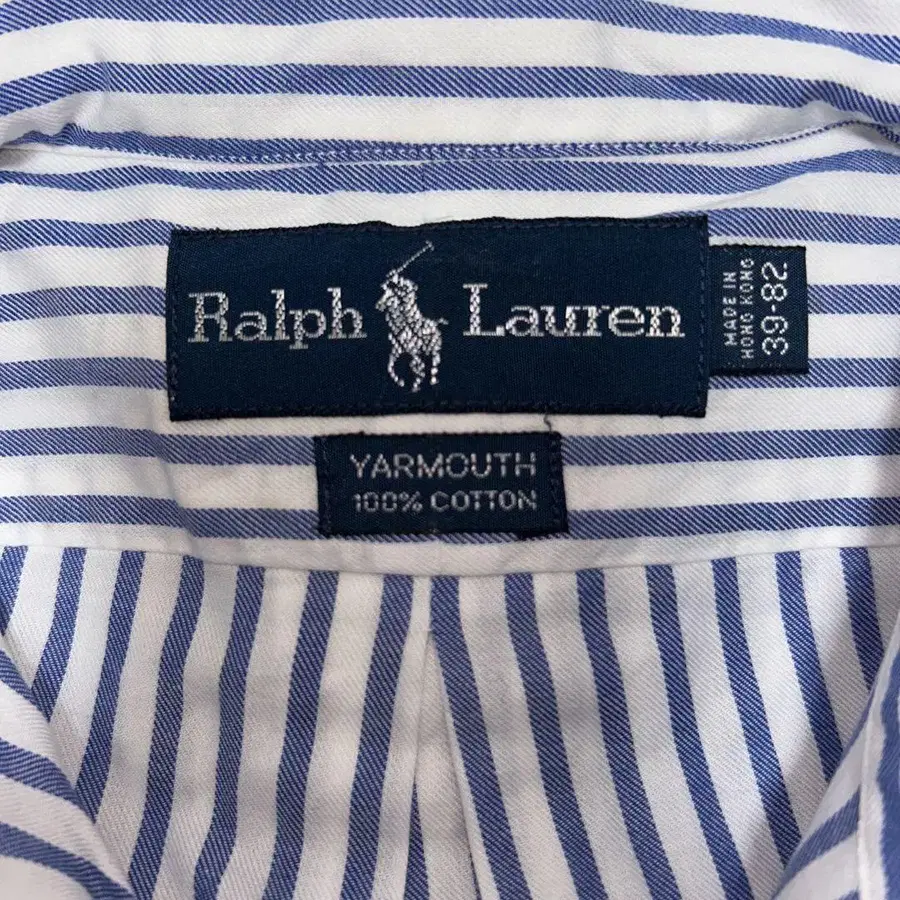 Ralph Lauren
MADE IN
HONG KONG
39-82
YARMOUTH
100% COTTON